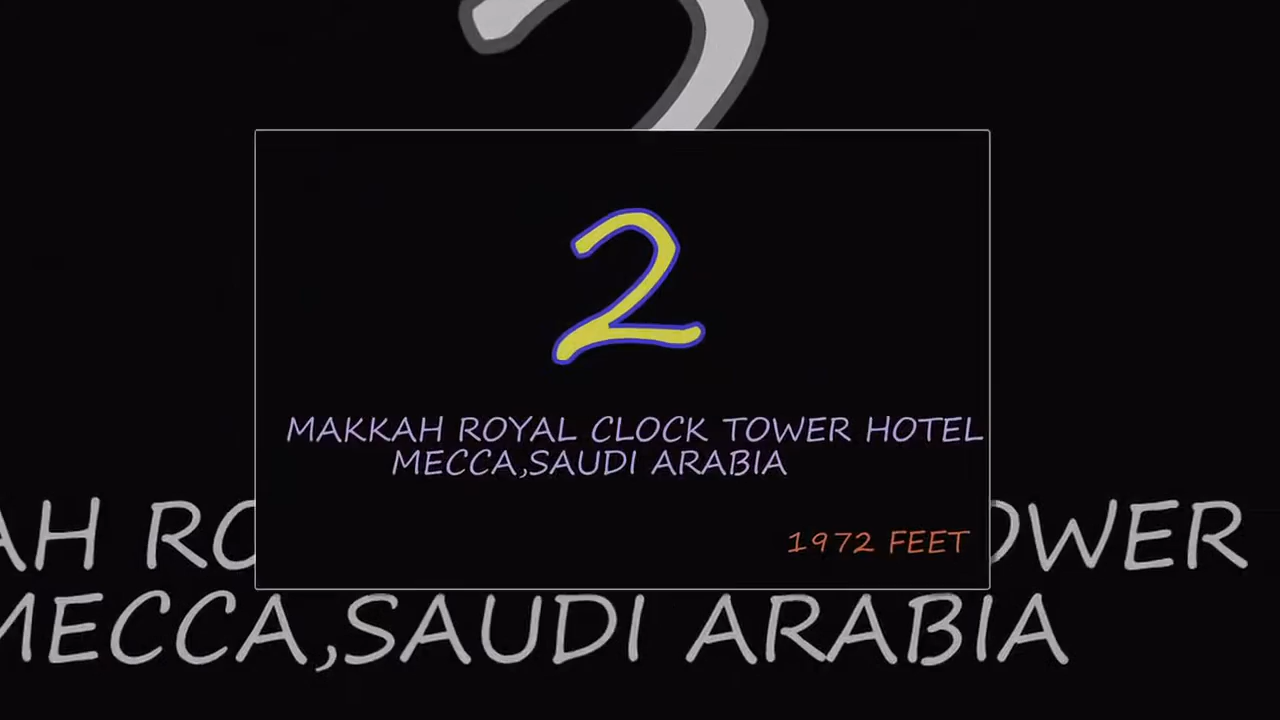 2
MAKKAH ROYAL CLOCK TOWER HOTEL
MECCA,SAUDI ARABIA
1972 FEET
AH RO
OWER
MECCA,SAUDI ARABIA